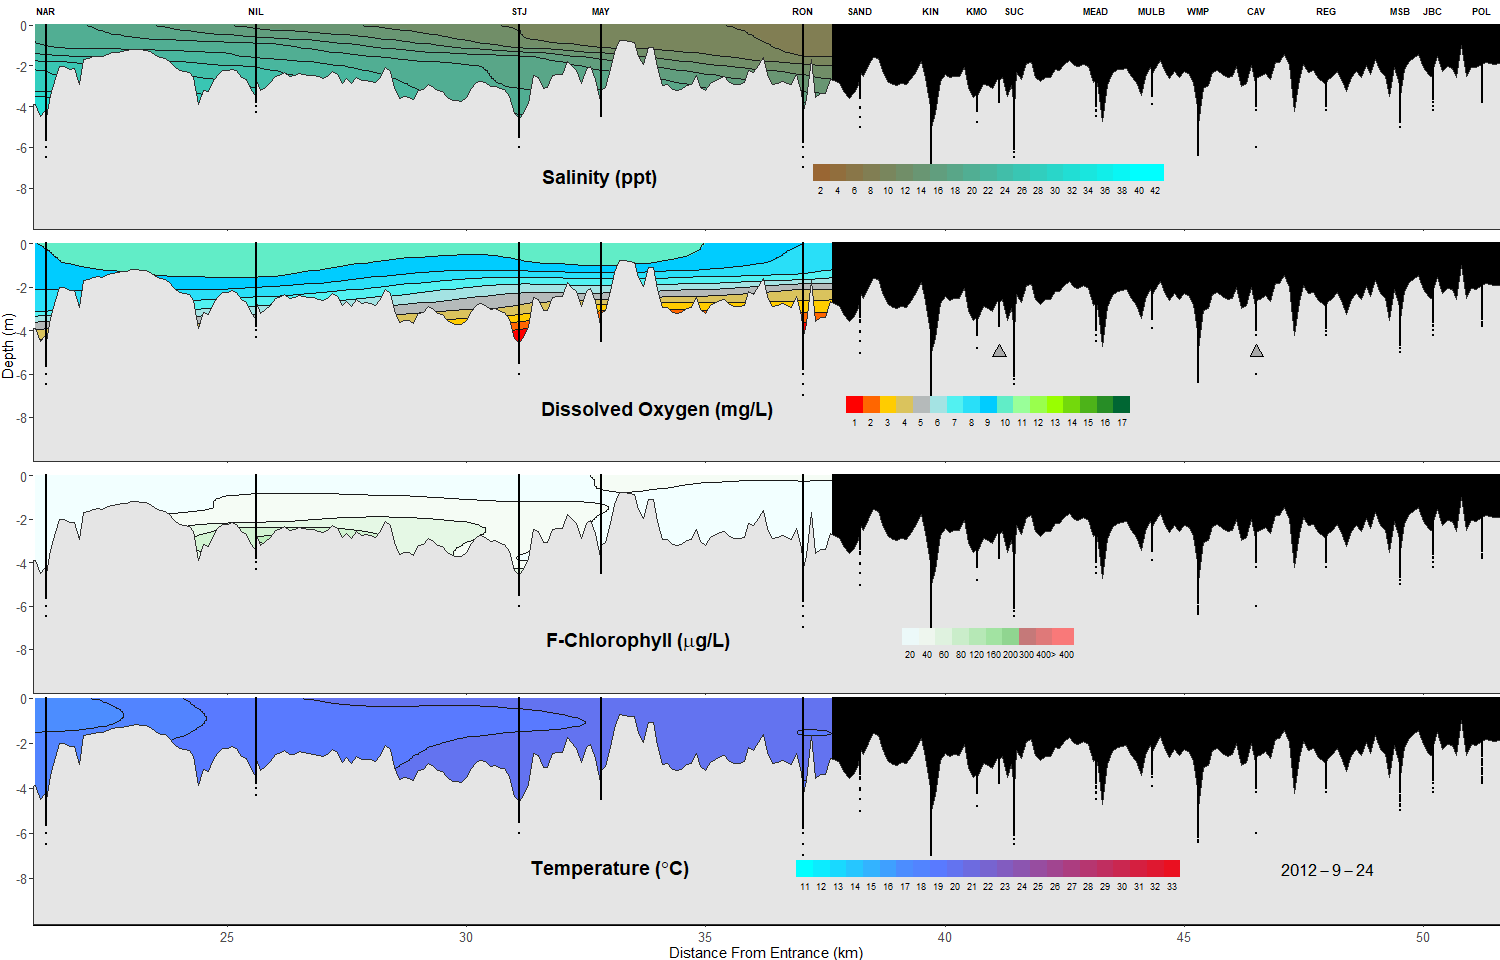 NAR NIL STJ MAY RON SAND KIN KMO SUC MEAD MULB WMP CAV REG MSB JBC POL
0
-2
-4
-6
-8
Salinity (ppt)
2 4 6 8 10 12 14 16 18 20 22 24 26 28 30 32 34 36 38 40 42
0
-2
-4
-6
-8
Depth (m)
Dissolved Oxygen (mg/L)
1 2 3 4 5 6 7 8 9 10 11 12 13 14 15 16 17
0
-2
-4
-6
-8
F-Chlorophyll (μg/L)
20 40 60 80 120 160 200 300 400 > 400
0
-2
-4
-6
-8
Temperature (°C)
11 12 13 14 15 16 17 18 19 20 21 22 23 24 25 26 27 28 29 30 31 32 33
2012 – 9 – 24
25 30 35 40 45 50
Distance From Entrance (km)